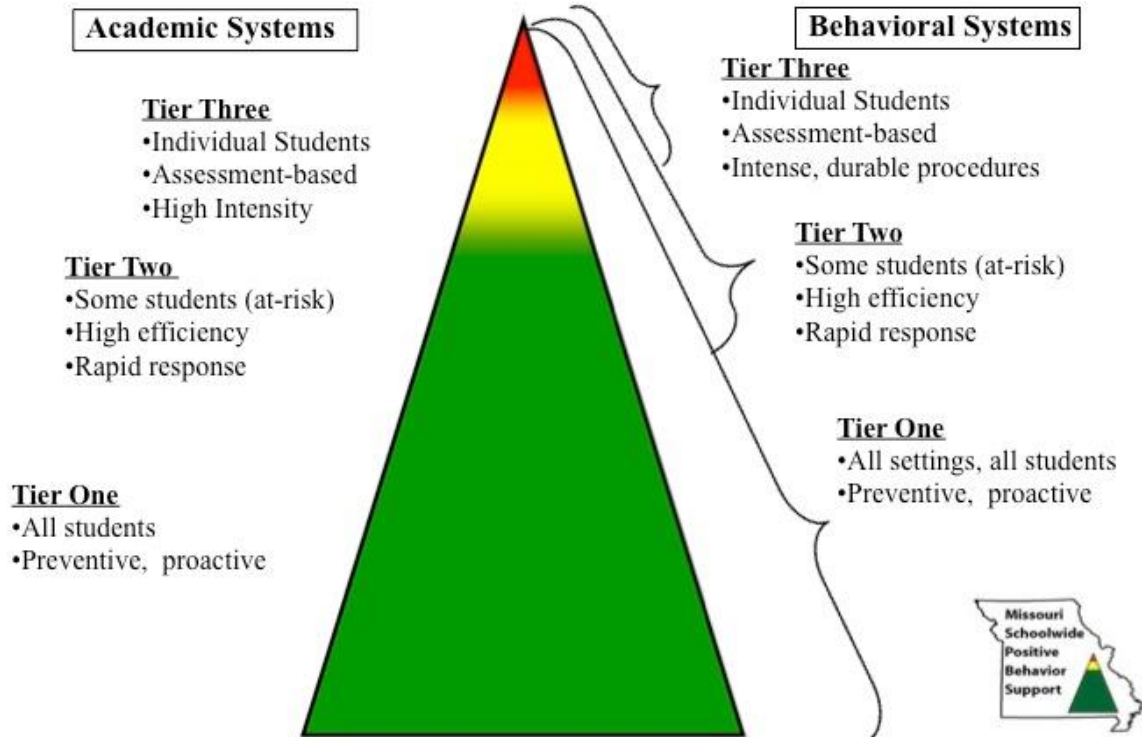 Academic Systems
Tier Three
•Individual Students
•Assessment-based
•High Intensity
Tier Two
•Some students (at-risk)
•High efficiency
•Rapid response
Tier One
•All students
•Preventive, proactive
Behavioral Systems
Tier Three
•Individual Students
•Assessment-based
•Intense, durable procedures
Tier Two
•Some students (at-risk)
•High efficiency
•Rapid response
Tier One
•All settings, all students
•Preventive, proactive
Missouri
Schoolwide
Positive
Behavior
Support